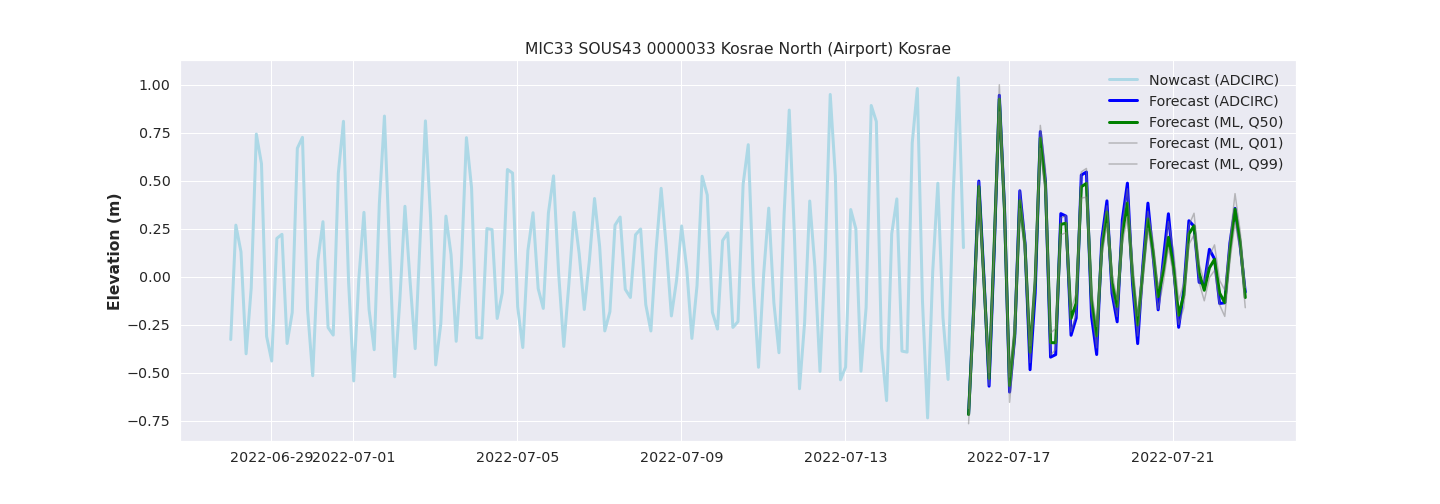 MIC33 SOUS43 0000033 Kosrae North (Airport) Kosrae
Nowcast (ADCIRC)
Forecast (ADCIRC)
Forecast (ML, Q50)
Forecast (ML, Q01)
Forecast (ML, Q99)
Elevation (m)
1.00
0.75
0.50
0.25
0.00
−0.25
−0.50
−0.75
2022-06-29 2022-07-01 2022-07-05 2022-07-09 2022-07-13 2022-07-17 2022-07-21